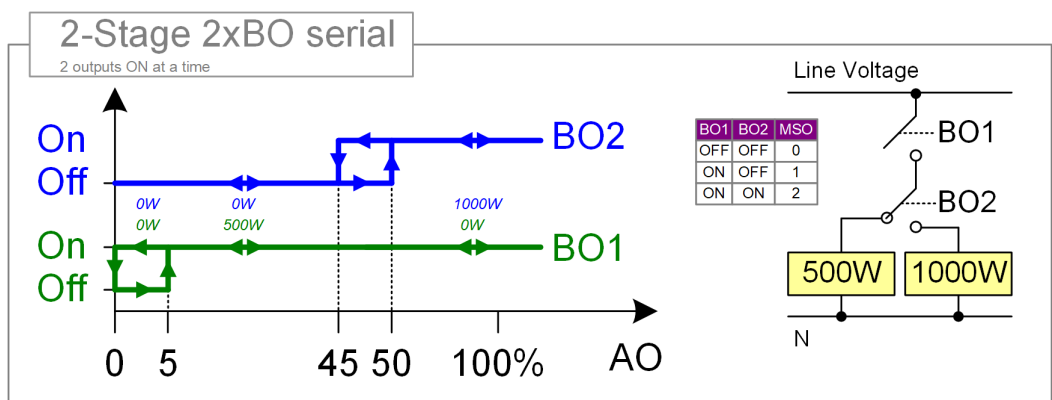 2-Stage 2xBO serial
2 outputs ON at a time
On
Off
BO2
0W 0W 1000W
0W 500W 0W
On
Off
BO1
0 5 45 50 100% AO
BO1 BO2 MSO
OFF OFF 0
ON OFF 1
ON ON 2
Line Voltage
BO1
BO2
500W 1000W
N